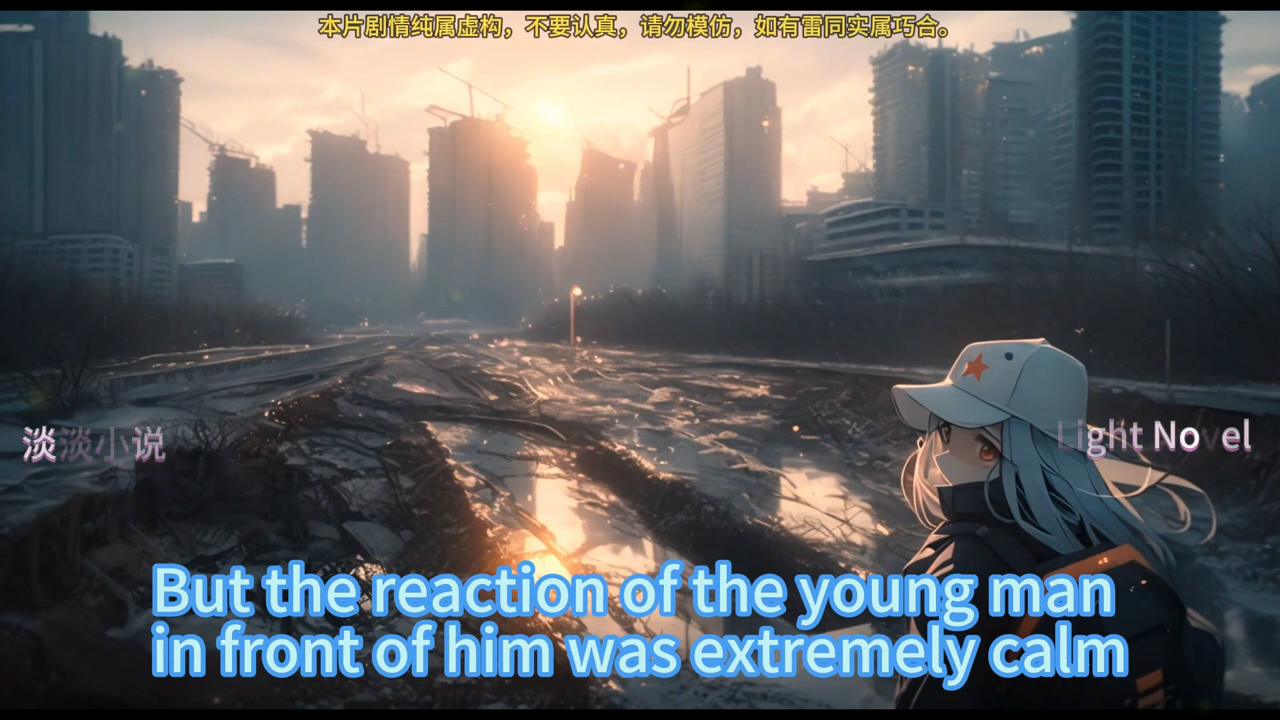 本片剧情纯属虚构，不要认真，请勿模仿，如有雷同实属巧合。
淡淡小说
Light Novel
But the reaction of the young man
in front of him was extremely calm